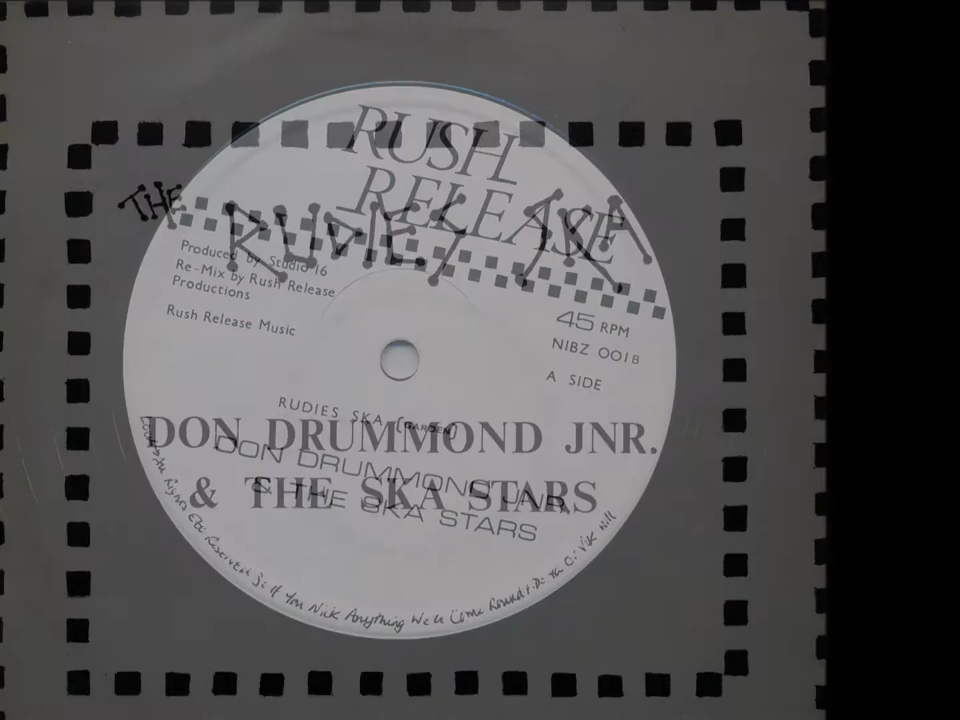 RUSH
RELEASE
THE RUDIE/ SKA
Produced by Studio 16
Re-Mix by Rush Release
Productions
Rush Release Music
45 RPM
NIBZ 001B
A SIDE
RUDIES SKA (GARDEN)
DON DRUMMOND JNR.
& THE SKA STARS
DON DRUMMOND JNR.
& THE SKA STARS
Rights Reserved So If You Nick Anything We'll Come Round